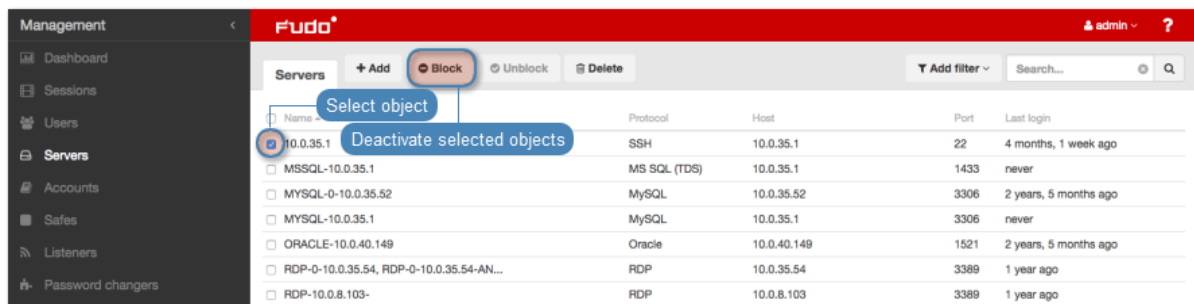 Management
Fudo
admin
?
Dashboard
Sessions
Users
Servers
Accounts
Safes
Listeners
Password changers
Servers
+ Add
Block
Unblock
Delete
Add filter
Search...
Select object
Deactivate selected objects
Name Protocol Host Port Last login
10.0.35.1 SSH 10.0.35.1 22 4 months, 1 week ago
MSSQL-10.0.35.1 MS SQL (TDS) 10.0.35.1 1433 never
MYSQL-0-10.0.35.52 MySQL 10.0.35.52 3306 2 years, 5 months ago
MYSQL-10.0.35.1 MySQL 10.0.35.1 3306 never
ORACLE-10.0.40.149 Oracle 10.0.40.149 1521 2 years, 5 months ago
RDP-0-10.0.35.54, RDP-0-10.0.35.54-AN... RDP 10.0.35.54 3389 1 year ago
RDP-10.0.8.103- RDP 10.0.8.103 3389 1 year ago